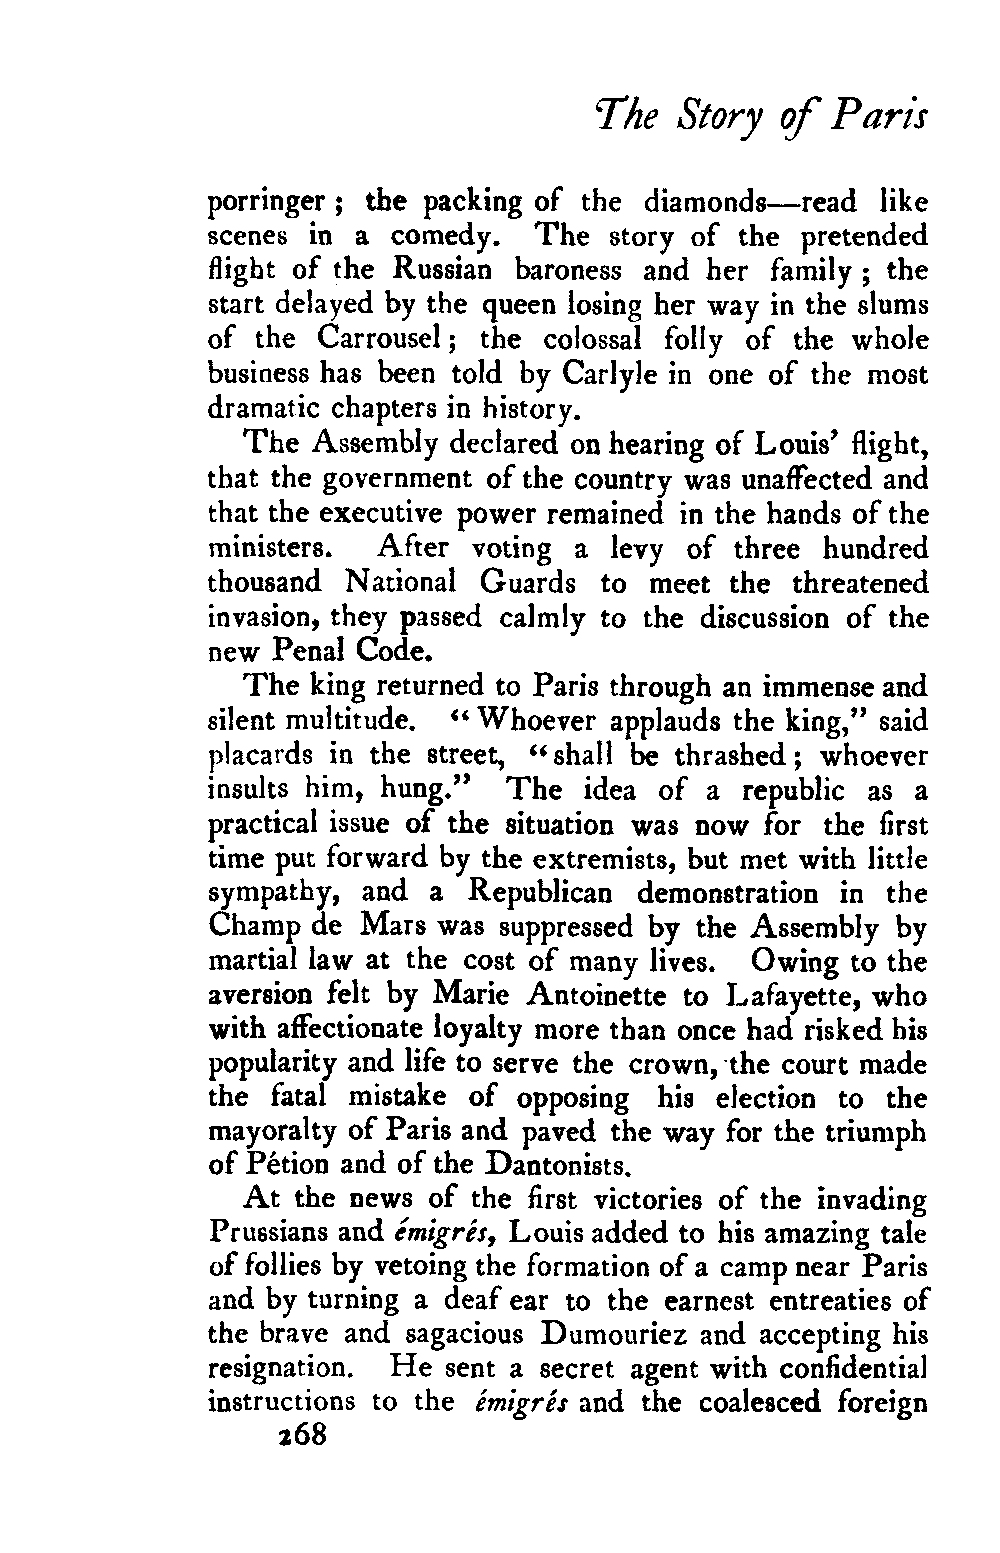 The Story of Paris
porringer ; the packing of the diamonds—read like
scenes in a comedy. The story of the pretended
flight of the Russian baroness and her family ; the
start delayed by the queen losing her way in the slums
of the Carrousel ; the colossal folly of the whole
business has been told by Carlyle in one of the most
dramatic chapters in history.
The Assembly declared on hearing of Louis’ flight,
that the government of the country was unaffected and
that the executive power remained in the hands of the
ministers. After voting a levy of three hundred
thousand National Guards to meet the threatened
invasion, they passed calmly to the discussion of the
new Penal Code.
The king returned to Paris through an immense and
silent multitude. “ Whoever applauds the king,” said
placards in the street, “ shall be thrashed ; whoever
insults him, hung.” The idea of a republic as a
practical issue of the situation was now for the first
time put forward by the extremists, but met with little
sympathy, and a Republican demonstration in the
Champ de Mars was suppressed by the Assembly by
martial law at the cost of many lives. Owing to the
aversion felt by Marie Antoinette to Lafayette, who
with affectionate loyalty more than once had risked his
popularity and life to serve the crown, the court made
the fatal mistake of opposing his election to the
mayoralty of Paris and paved the way for the triumph
of Pétion and of the Dantonists.
At the news of the first victories of the invading
Prussians and émigrés, Louis added to his amazing tale
of follies by vetoing the formation of a camp near Paris
and by turning a deaf ear to the earnest entreaties of
the brave and sagacious Dumouriez and accepting his
resignation. He sent a secret agent with confidential
instructions to the émigrés and the coalesced foreign
268